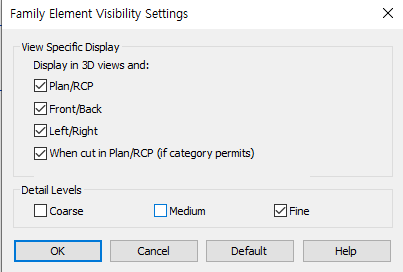 Family Element Visibility Settings
View Specific Display
Display in 3D views and:
Plan/RCP
Front/Back
Left/Right
When cut in Plan/RCP (if category permits)
Detail Levels
Coarse Medium Fine
OK Cancel Default Help